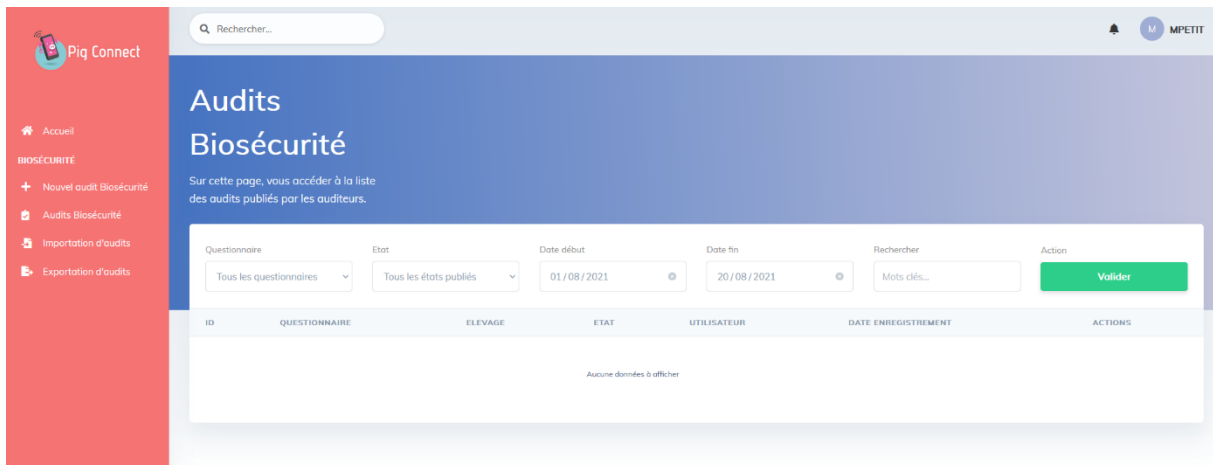 Pig Connect
Rechercher...
M MPETIT
Accueil
BIOSÉCURITÉ
Nouvel audit Biosécurité
Audits Biosécurité
Importation d'audits
Exportation d'audits
Audits
Biosécurité
Sur cette page, vous accéder à la liste
des audits publiés par les auditeurs.
Questionnaire Etat Date début Date fin Rechercher Action
Tous les questionnaires Tous les états publiés 01/08/2021 20/08/2021 Mots clés... Valider
ID QUESTIONNAIRE ELEVAGE ETAT UTILISATEUR DATE ENREGISTREMENT ACTIONS
Aucune données à afficher